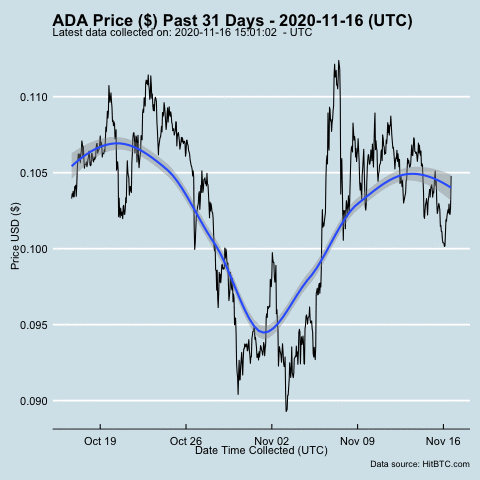 ADA Price ($) Past 31 Days - 2020-11-16 (UTC)
Latest data collected on: 2020-11-16 15:01:02  - UTC
0.110
0.105
0.100
0.095
0.090
Price USD ($)
Oct 19 Oct 26 Nov 02 Nov 09 Nov 16
Date Time Collected (UTC)
Data source: HitBTC.com